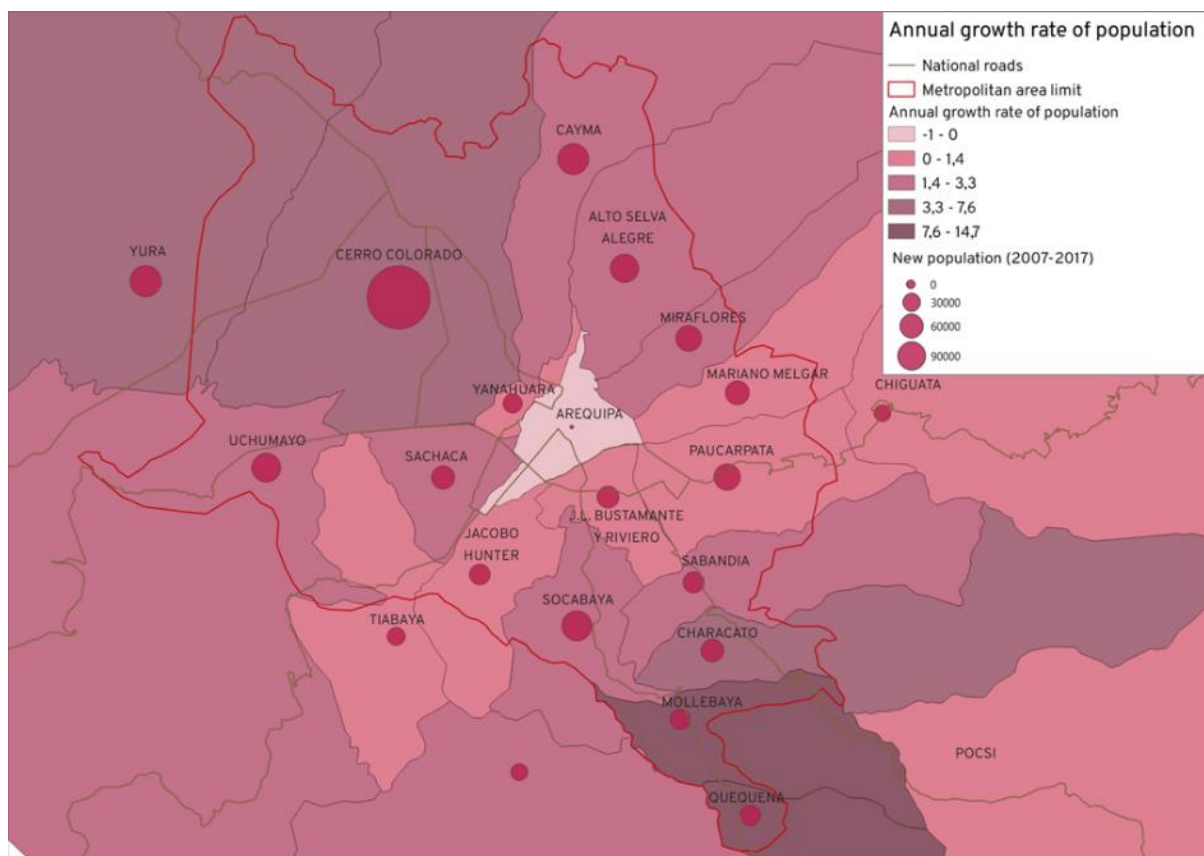 Annual growth rate of population
National roads
Metropolitan area limit
Annual growth rate of population
-1 - 0
0 - 1,4
1,4 - 3,3
3,3 - 7,6
7,6 - 14,7
New population (2007-2017)
0
30000
60000
90000
CAYMA
ALTO SELVA
ALEGRE
YURA
CERRO COLORADO
MIRAFLORES
MARIANO MELGAR
CHIGUATA
YANAHUARA
AREQUIPA
UCHUMAYO
SACHACA
PAUCARPATA
J.L. BUSTAMANTE
Y RIVIERO
JACOBO
HUNTER
SABANDIA
SOCABAYA
TIABAYA
CHARACATO
MOLLEBAYA
POCSI
QUEQUENA